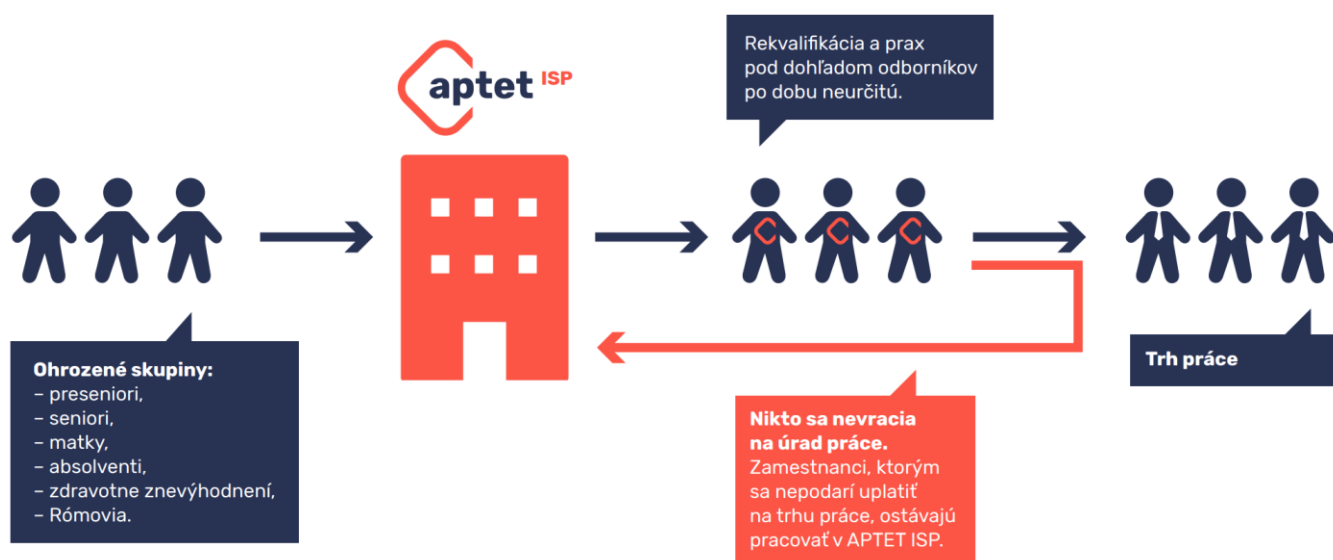 aptet ISP
Rekvalifikácia a prax
pod dohľadom odborníkov
po dobu neurčitú.
Ohrozené skupiny:
– preseniori,
– seniori,
– matky,
– absolventi,
– zdravotne znevýhodnení,
– Rómovia.
Nikto sa nevracia
na úrad práce.
Zamestnanci, ktorým
sa nepodarí uplatiť
na trhu práce, ostávajú
pracovať v APTET ISP.
Trh práce